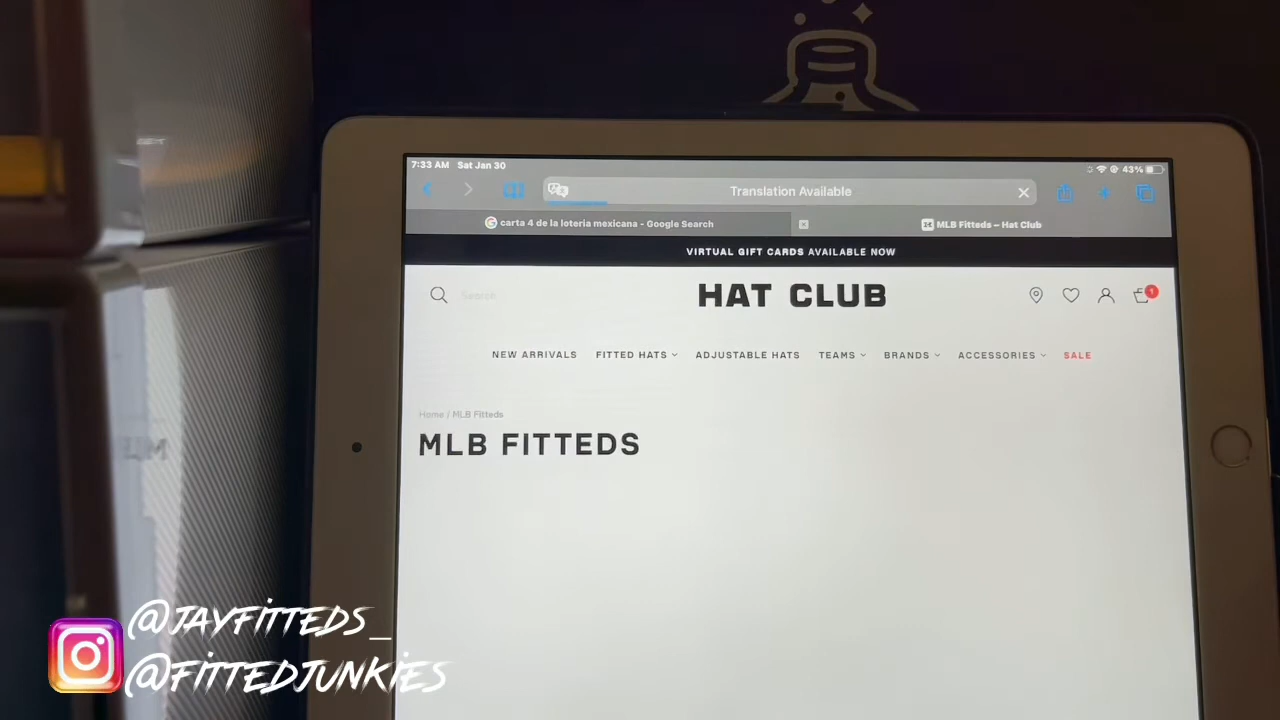 7:33 AM Sat Jan 30
43%
Translation Available
carta 4 de la loteria mexicana - Google Search
MLB Fitteds – Hat Club
VIRTUAL GIFT CARDS AVAILABLE NOW
Search
HAT CLUB
1
NEW ARRIVALS FITTED HATS ADJUSTABLE HATS TEAMS BRANDS ACCESSORIES SALE
Home / MLB Fitteds
MLB FITTEDS
@JAYFITTEDS_
@FITTEDJUNKIES